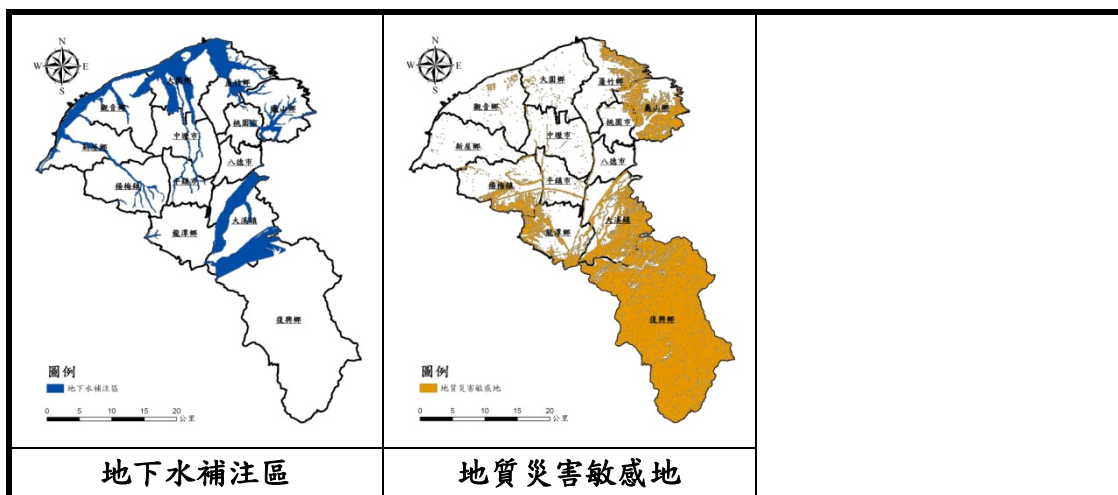 N
W E
S
大園鄉
蘆竹鄉
觀音鄉
龜山鄉
桃園市
中壢市
新屋鄉
八德市
楊梅鎮
平鎮市
大溪鎮
龍潭鄉
復興鄉
圖例
地下水補注區
0 5 10 15 20
公里
地下水補注區
N
W E
S
大園鄉
蘆竹鄉
觀音鄉
龜山鄉
桃園市
中壢市
新屋鄉
八德市
楊梅鎮
平鎮市
大溪鎮
龍潭鄉
復興鄉
圖例
地質災害敏感地
0 5 10 15 20
公里
地質災害敏感地